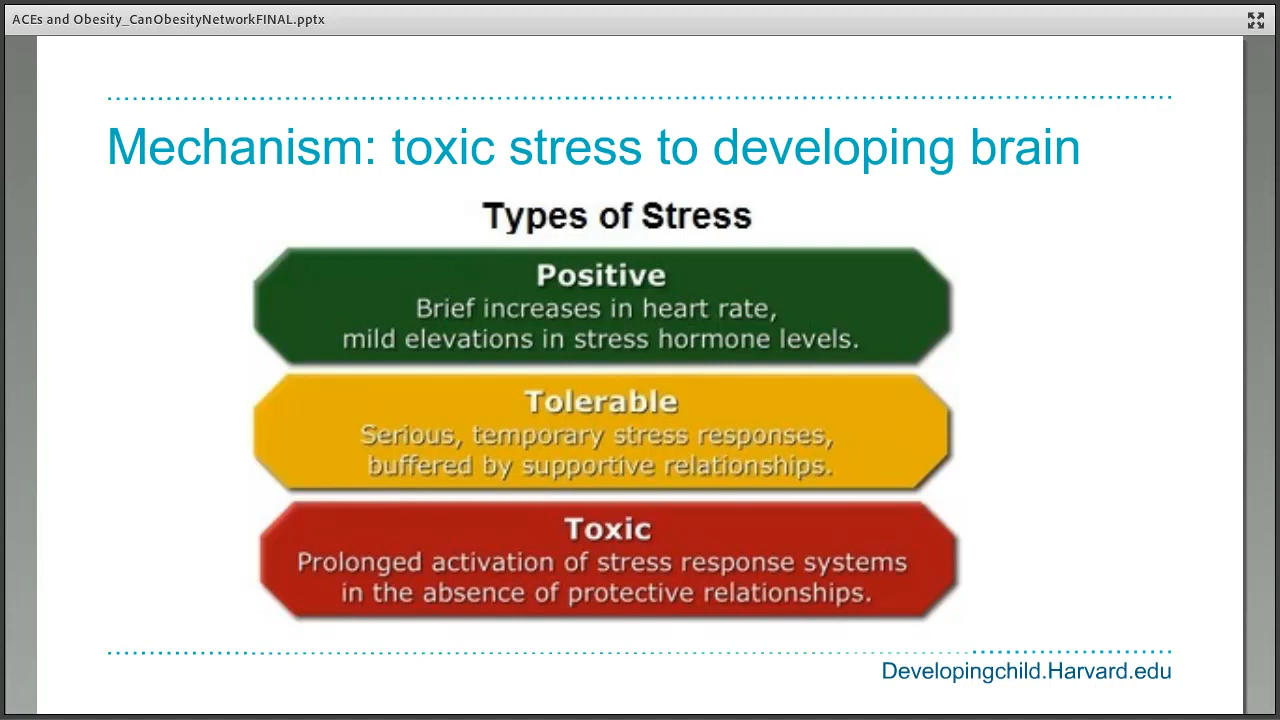 ACEs and Obesity_CanObesityNetworkFINAL.pptx
Mechanism: toxic stress to developing brain
Types of Stress
Positive
Brief increases in heart rate,
mild elevations in stress hormone levels.
Tolerable
Serious, temporary stress responses,
buffered by supportive relationships.
Toxic
Prolonged activation of stress response systems
in the absence of protective relationships.
Developingchild.Harvard.edu